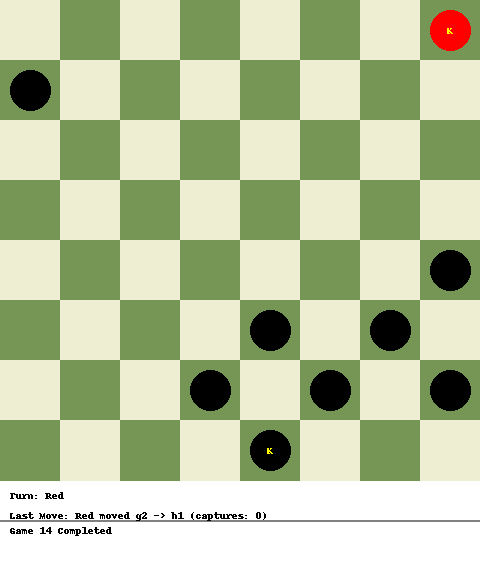 K
K
Turn: Red
Last Move: Red moved g2 -> h1 (captures: 0)
Game 14 Completed